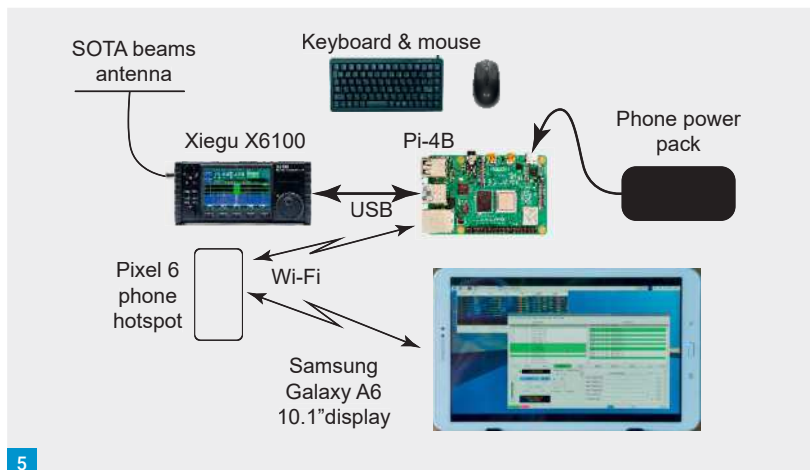 SOTA beams
antenna
Keyboard & mouse
Xiegu X6100
Pi-4B
Phone power
pack
USB
Pixel 6
phone
hotspot
Wi-Fi
Samsung
Galaxy A6
10.1”display
5